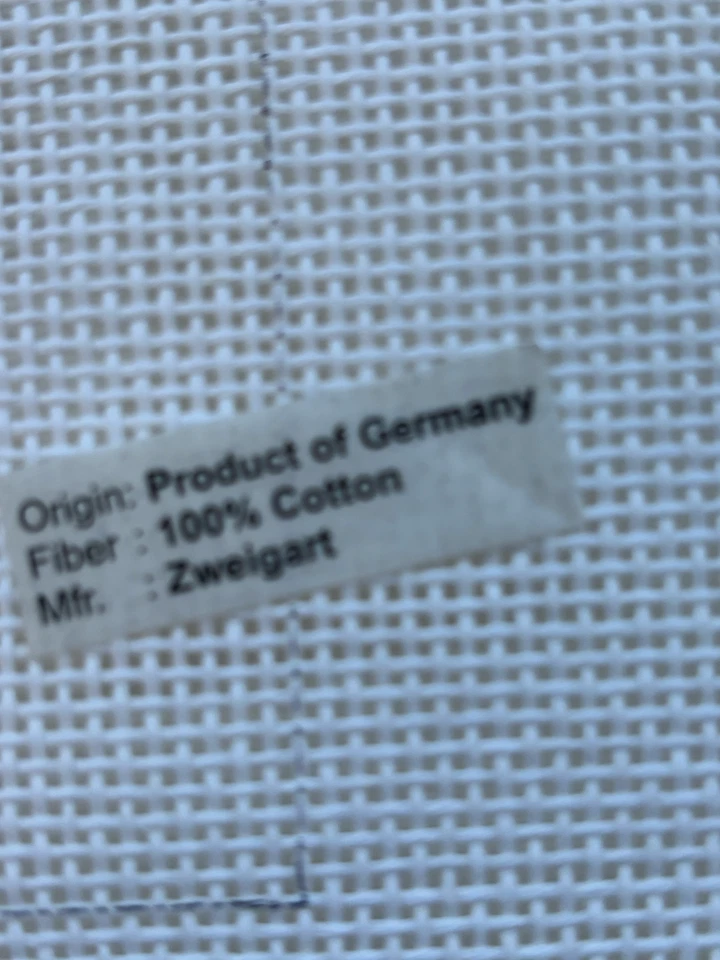 Origin: Product of Germany
Fiber : 100% Cotton
Mfr. : Zweigart